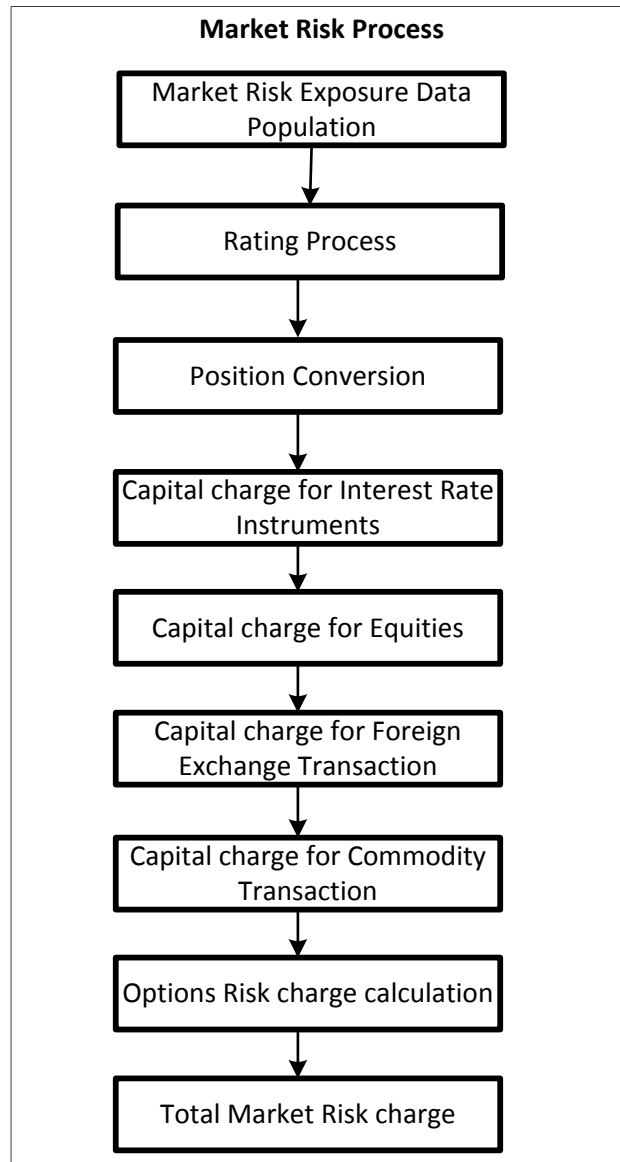 Market Risk Process
Market Risk Exposure Data
Population
Rating Process
Position Conversion
Capital charge for Interest Rate
Instruments
Capital charge for Equities
Capital charge for Foreign
Exchange Transaction
Capital charge for Commodity
Transaction
Options Risk charge calculation
Total Market Risk charge